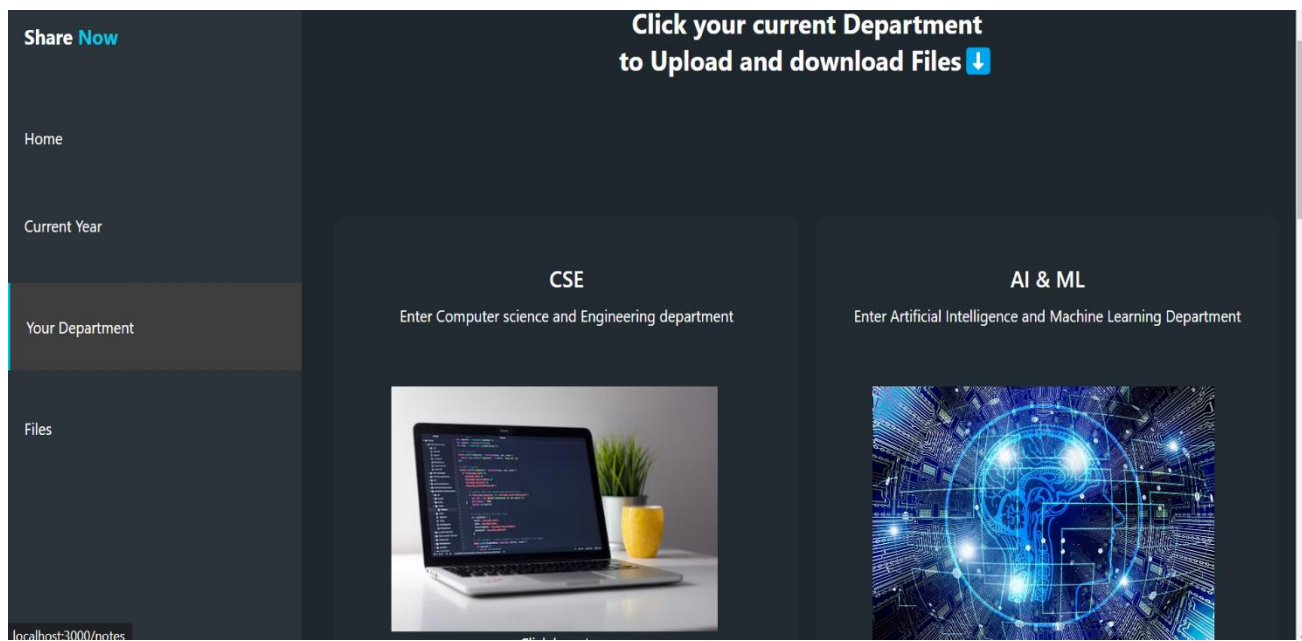 Share Now
Home
Current Year
Your Department
Files
localhost:3000/notes
Click your current Department
to Upload and download Files
CSE
Enter Computer science and Engineering department
AI & ML
Enter Artificial Intelligence and Machine Learning Department